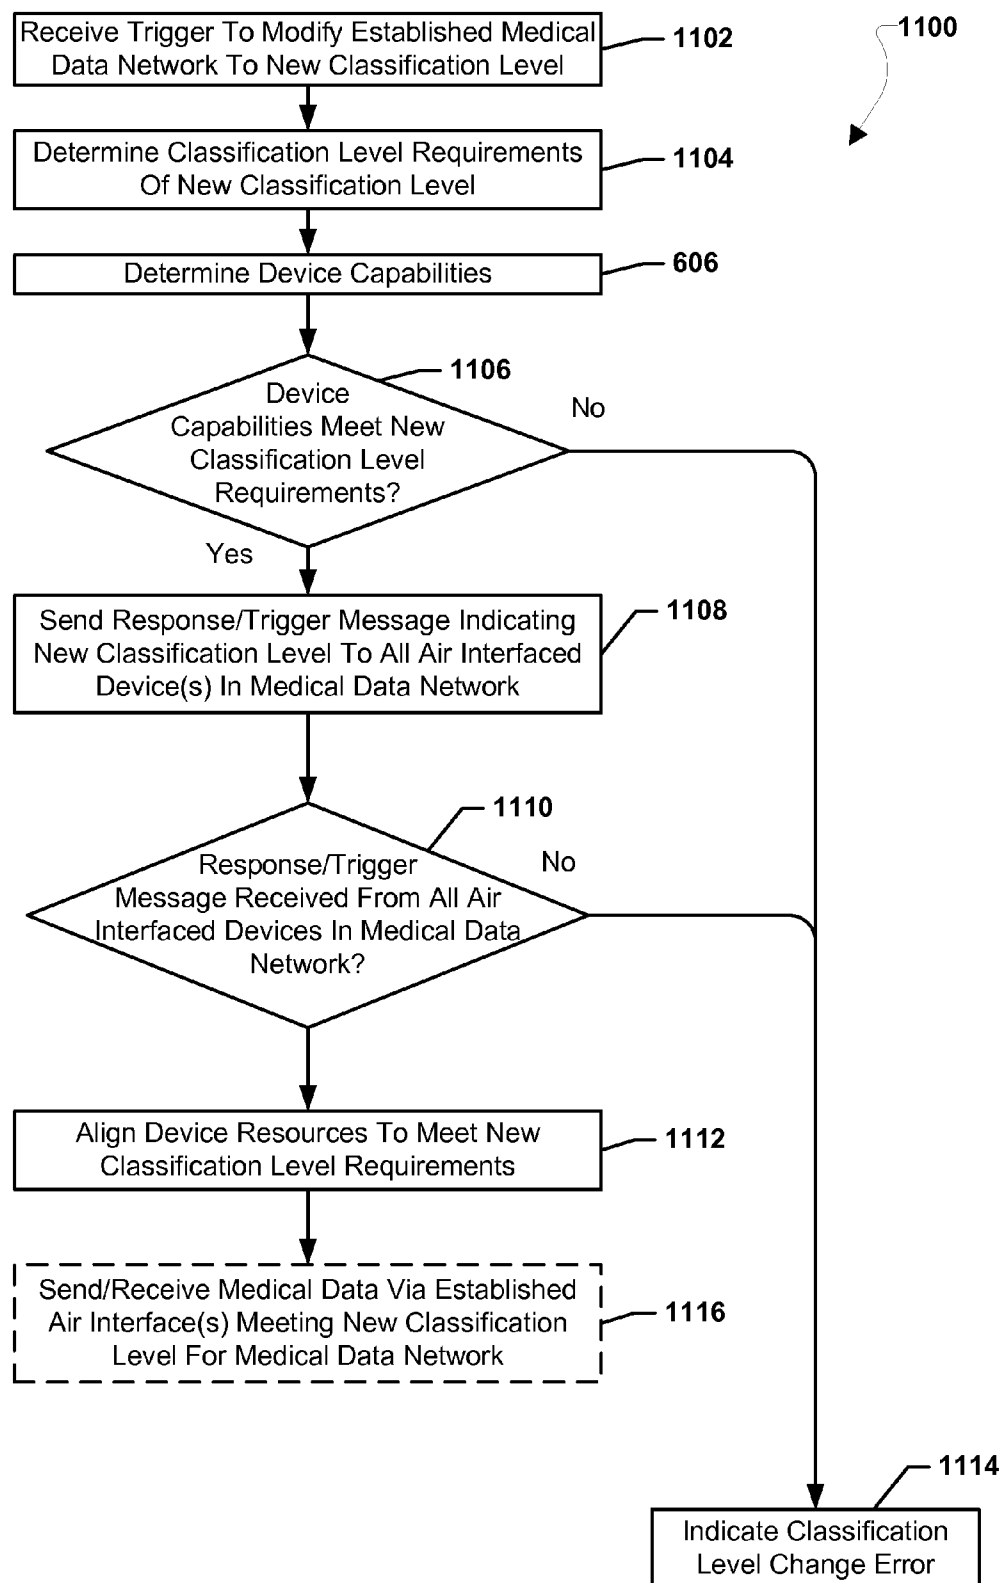 1100
Receive Trigger To Modify Established Medical
Data Network To New Classification Level
1102
Determine Classification Level Requirements
Of New Classification Level
1104
Determine Device Capabilities
606
1106
Device
Capabilities Meet New
Classification Level
Requirements?
No
Yes
Send Response/Trigger Message Indicating
New Classification Level To All Air Interfaced
Device(s) In Medical Data Network
1108
1110
Response/Trigger
Message Received From All Air
Interfaced Devices In Medical Data
Network?
No
Align Device Resources To Meet New
Classification Level Requirements
1112
Send/Receive Medical Data Via Established
Air Interface(s) Meeting New Classification
Level For Medical Data Network
1116
1114
Indicate Classification
Level Change Error